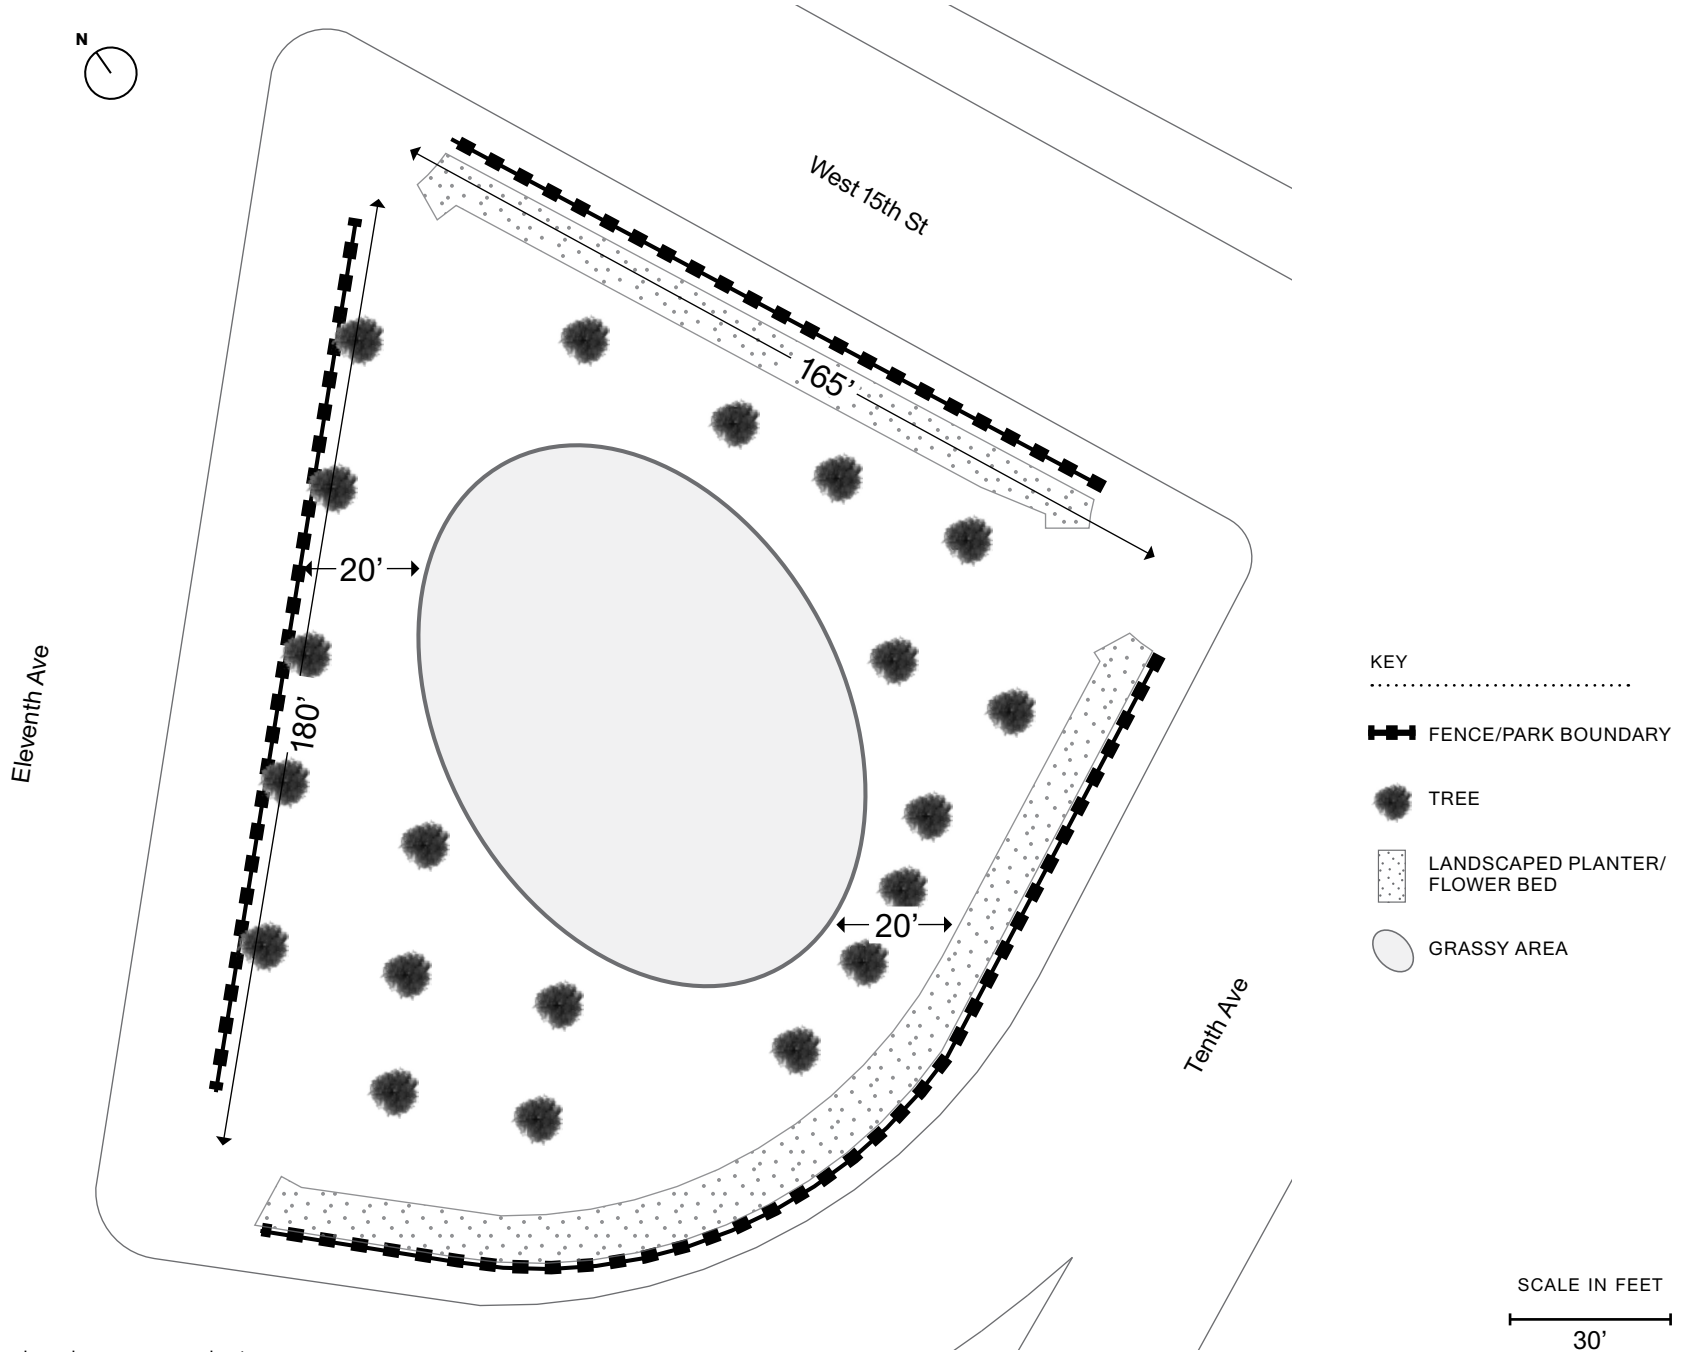 N
West 15th St
165’
20’
180’
Eleventh Ave
20’
Tenth Ave
KEY
FENCE/PARK BOUNDARY
TREE
LANDSCAPED PLANTER/
FLOWER BED
GRASSY AREA
SCALE IN FEET
30’